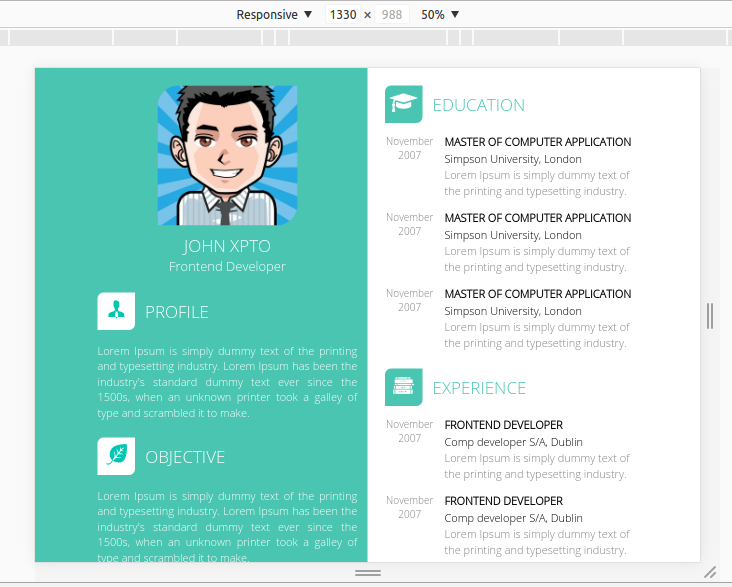 Responsive ▼ 1330 × 988 50% ▼
JOHN XPTO
Frontend Developer
PROFILE
Lorem Ipsum is simply dummy text of the printing
and typesetting industry. Lorem Ipsum has been the
industry's standard dummy text ever since the
1500s, when an unknown printer took a galley of
type and scrambled it to make.
OBJECTIVE
Lorem Ipsum is simply dummy text of the printing
and typesetting industry. Lorem Ipsum has been the
industry's standard dummy text ever since the
1500s, when an unknown printer took a galley of
type and scrambled it to make.
EDUCATION
November
2007
MASTER OF COMPUTER APPLICATION
Simpson University, London
Lorem Ipsum is simply dummy text of
the printing and typesetting industry.
November
2007
MASTER OF COMPUTER APPLICATION
Simpson University, London
Lorem Ipsum is simply dummy text of
the printing and typesetting industry.
November
2007
MASTER OF COMPUTER APPLICATION
Simpson University, London
Lorem Ipsum is simply dummy text of
the printing and typesetting industry.
EXPERIENCE
November
2007
FRONTEND DEVELOPER
Comp developer S/A, Dublin
Lorem Ipsum is simply dummy text of
the printing and typesetting industry.
November
2007
FRONTEND DEVELOPER
Comp developer S/A, Dublin
Lorem Ipsum is simply dummy text of
the printing and typesetting industry.